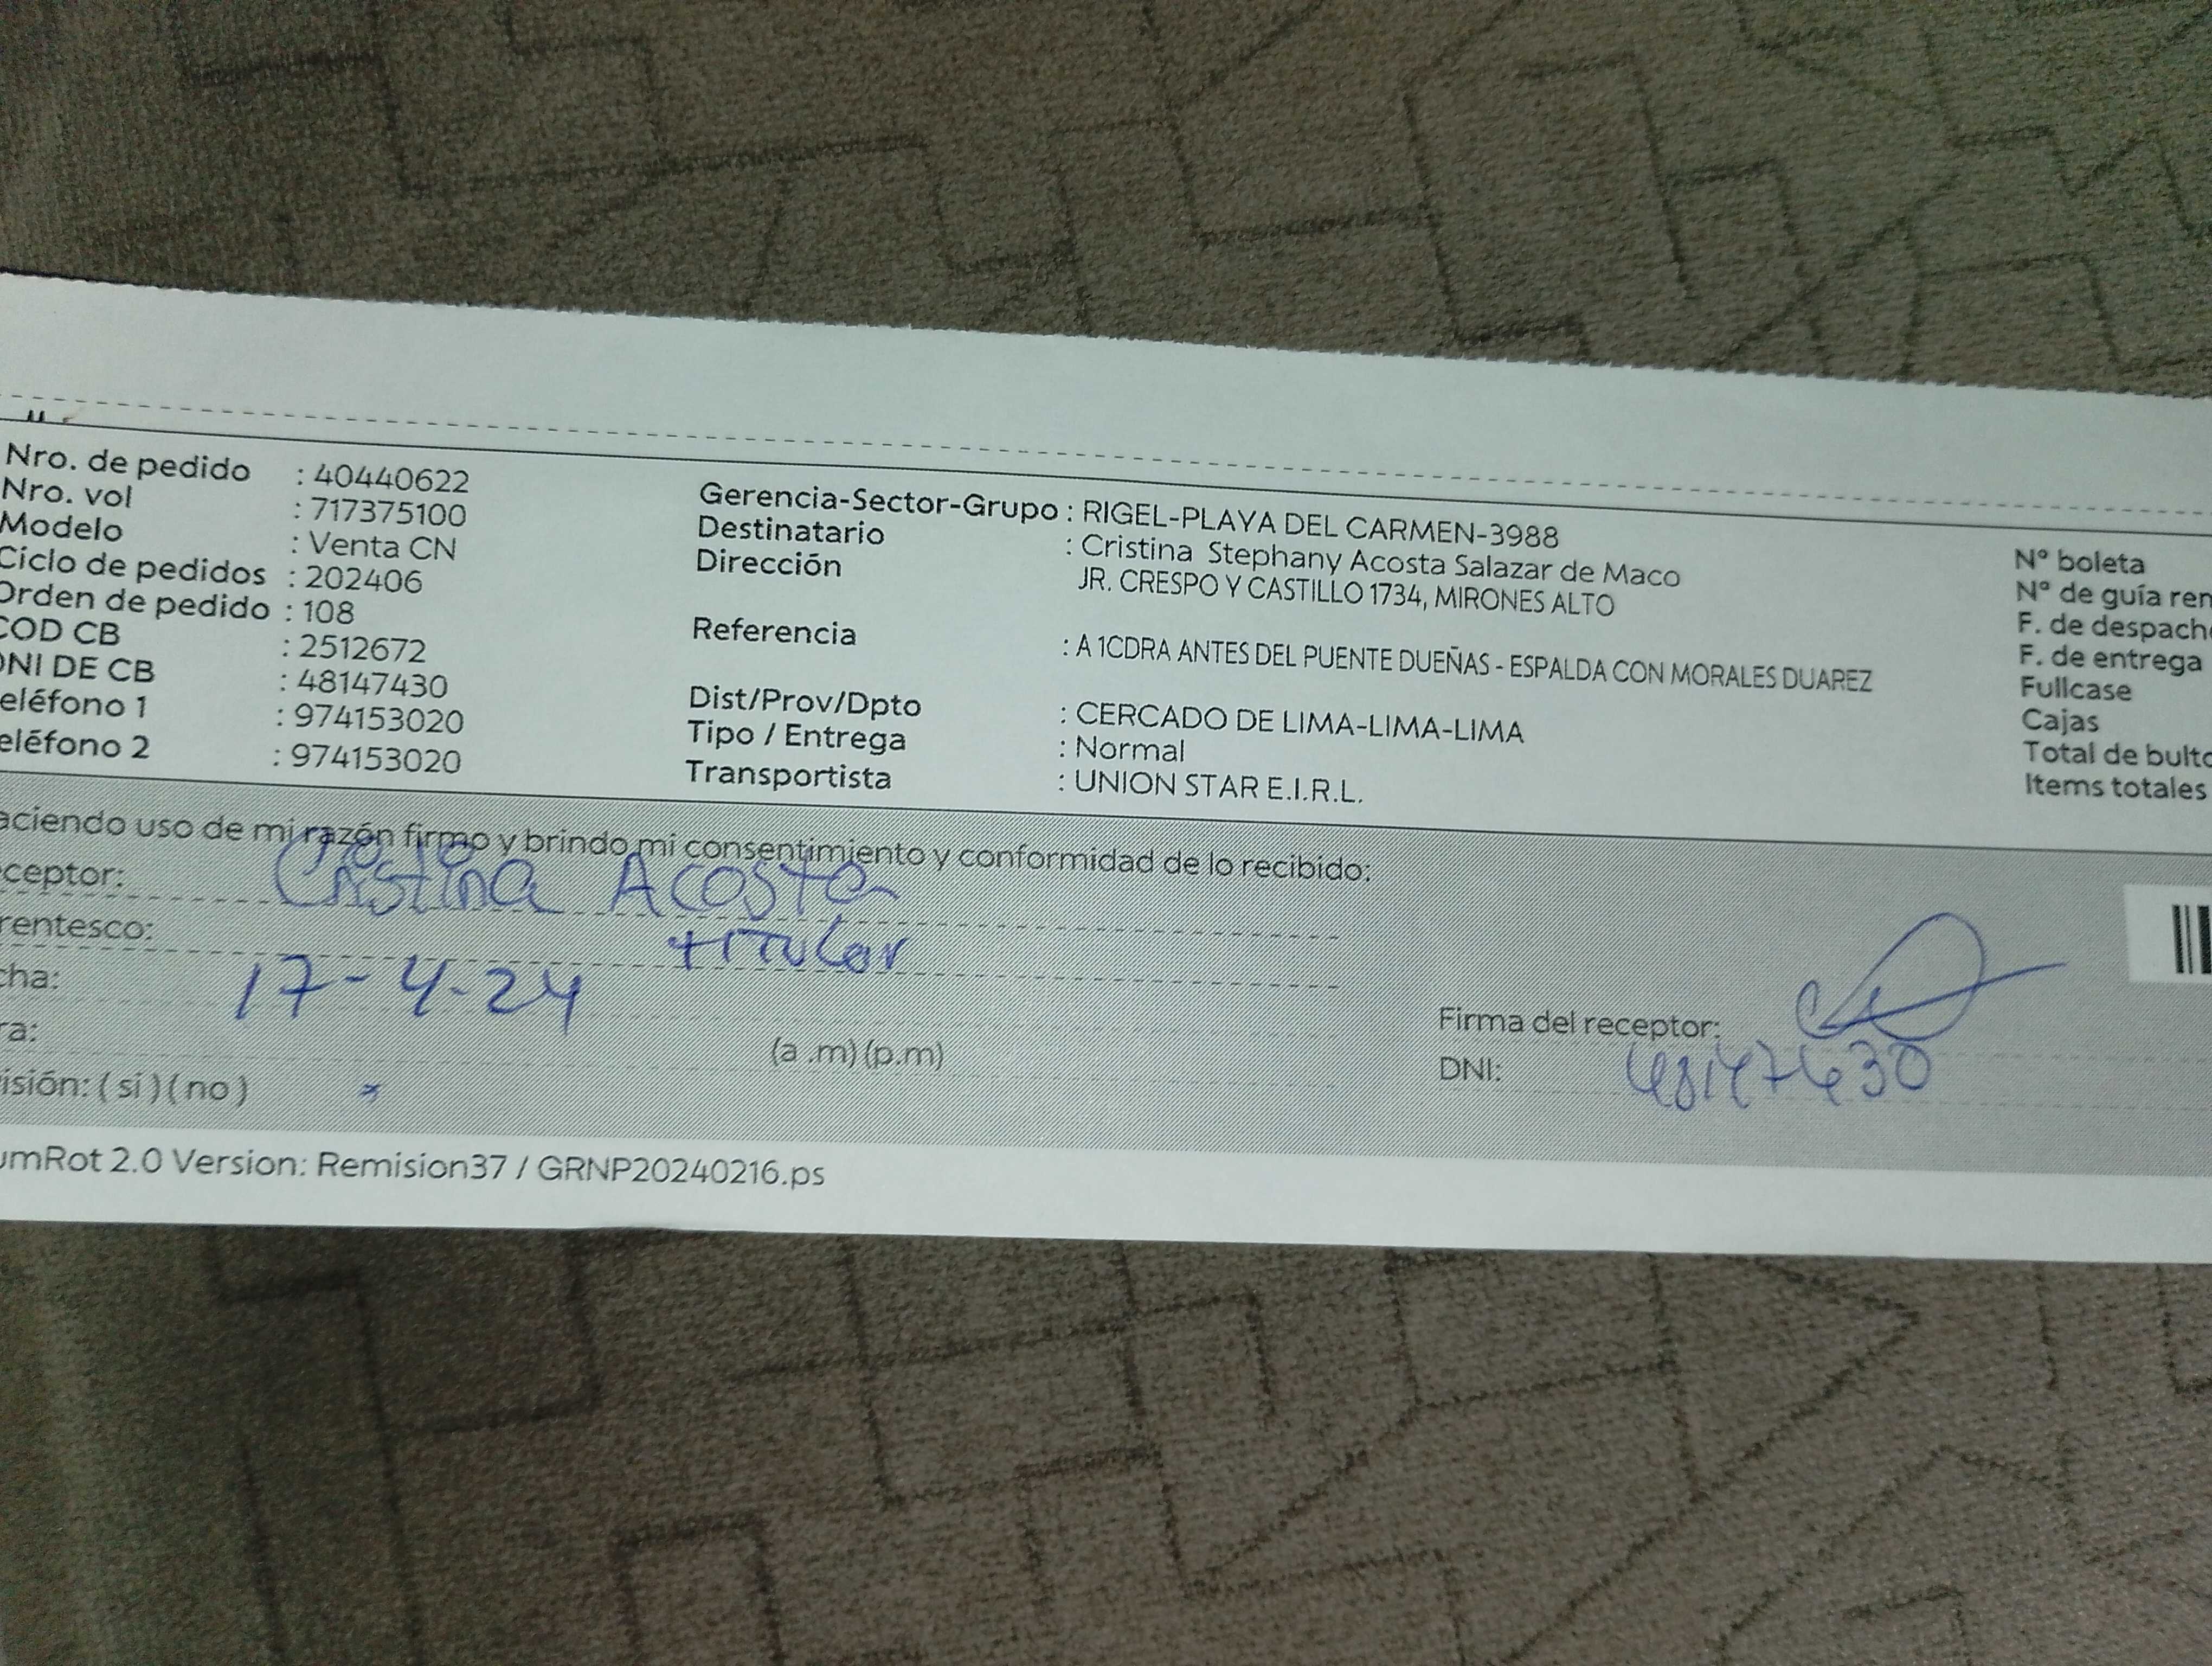 Nro. de pedido : 40440622
Nro. vol : 717375100
Modelo : Venta CN
Ciclo de pedidos : 202406
Orden de pedido : 108
COD CB : 2512672
DNI DE CB : 48147430
eléfono 1 : 974153020
eléfono 2 : 974153020
Gerencia-Sector-Grupo : RIGEL-PLAYA DEL CARMEN-3988
Destinatario : Cristina Stephany Acosta Salazar de Maco
Dirección JR. CRESPO Y CASTILLO 1734, MIRONES ALTO
Referencia : A 1CDRA ANTES DEL PUENTE DUEÑAS - ESPALDA CON MORALES DUAREZ
Dist/Prov/Dpto : CERCADO DE LIMA-LIMA-LIMA
Tipo / Entrega : Normal
Transportista : UNION STAR E.I.R.L.
N° boleta
N° de guía ren
F. de despacho
F. de entrega
Fullcase
Cajas
Total de bulto
Items totales
aciendo uso de mi razón firmo y brindo mi consentimiento y conformidad de lo recibido:
ceptor: Cristina Acosta
rentesco: titular
cha: 17-4-24
ra: (a .m) (p.m)
isión: ( si ) ( no )
Firma del receptor:
DNI: 48147430
umRot 2.0 Version: Remision37 / GRNP20240216.ps